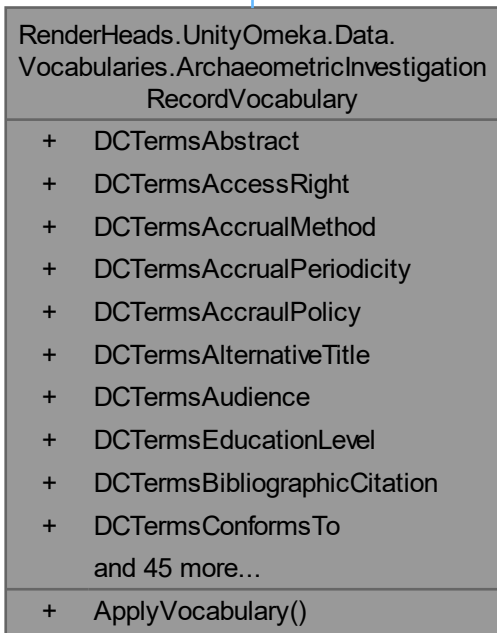 RenderHeads.UnityOmeka.Data.
Vocabularies.ArchaeometricInvestigation
RecordVocabulary
+ DCTermsAbstract
+ DCTermsAccessRight
+ DCTermsAccrualMethod
+ DCTermsAccrualPeriodicity
+ DCTermsAccraulPolicy
+ DCTermsAlternativeTitle
+ DCTermsAudience
+ DCTermsEducationLevel
+ DCTermsBibliographicCitation
+ DCTermsConformsTo
and 45 more...
+ ApplyVocabulary()